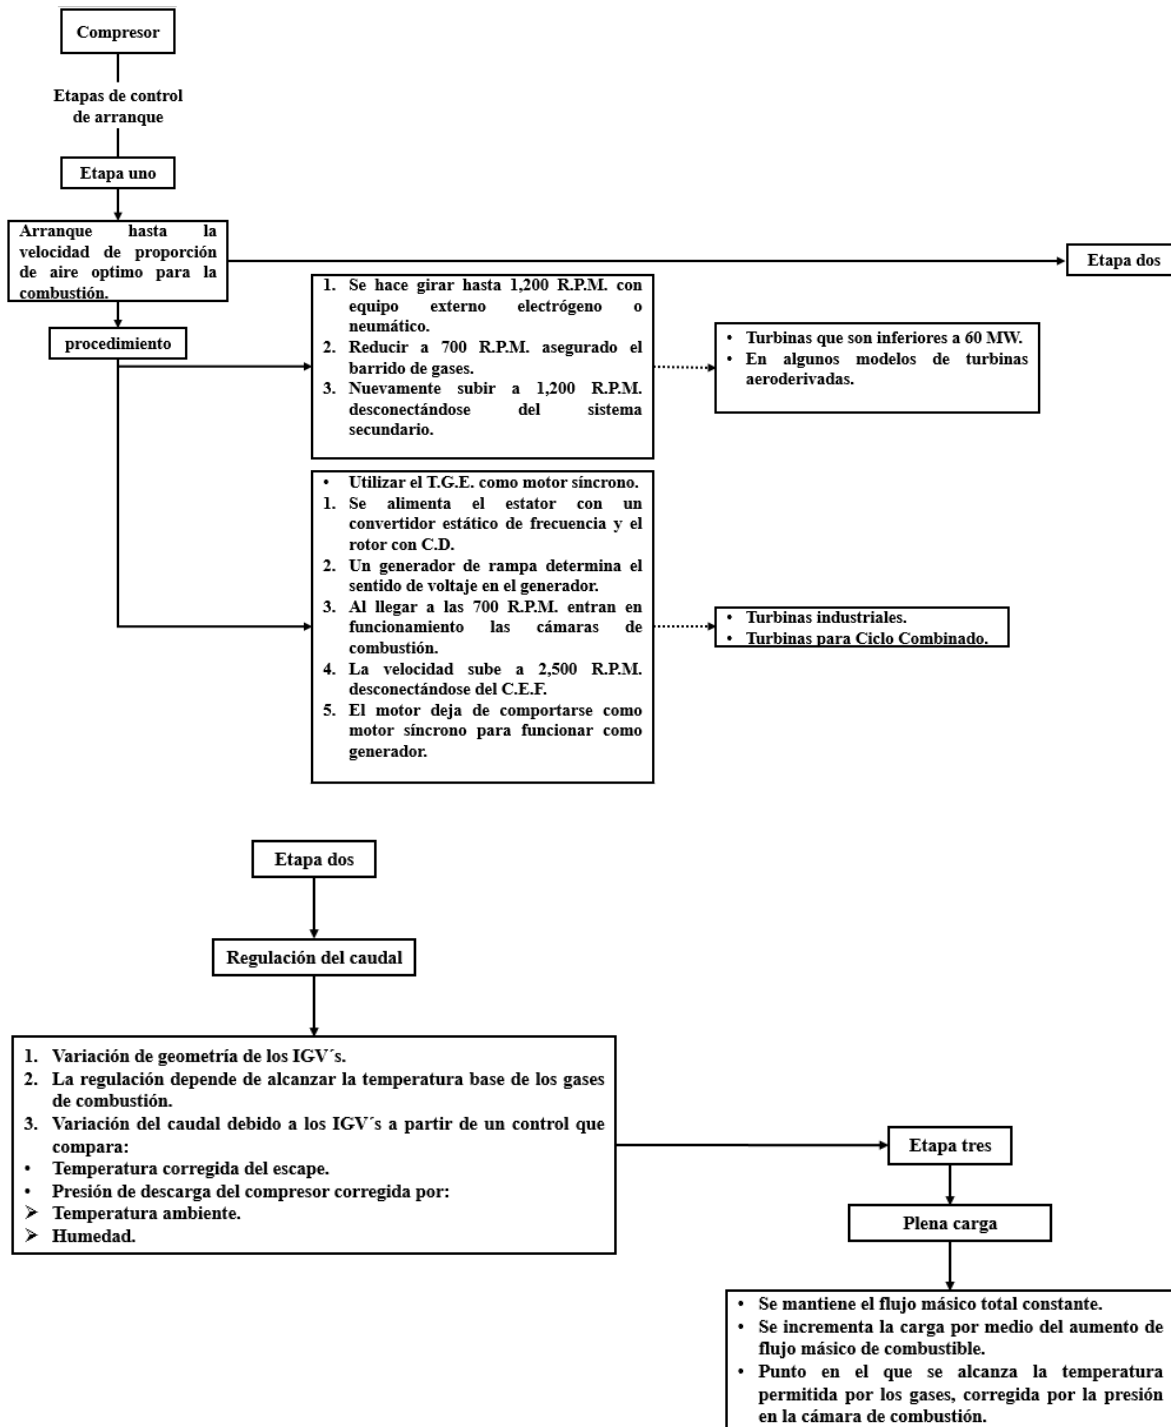 Compresor
Etapas de control
de arranque
Etapa uno
Arranque hasta la
velocidad de proporción
de aire optimo para la
combustión.
Etapa dos
procedimiento
1. Se hace girar hasta 1,200 R.P.M. con
equipo externo electrógeno o
neumático.
2. Reducir a 700 R.P.M. asegurado el
barrido de gases.
3. Nuevamente subir a 1,200 R.P.M.
desconectándose del sistema
secundario.
• Turbinas que son inferiores a 60 MW.
• En algunos modelos de turbinas
aeroderivadas.
• Utilizar el T.G.E. como motor síncrono.
1. Se alimenta el estator con un
convertidor estático de frecuencia y el
rotor con C.D.
2. Un generador de rampa determina el
sentido de voltaje en el generador.
3. Al llegar a las 700 R.P.M. entran en
funcionamiento las cámaras de
combustión.
4. La velocidad sube a 2,500 R.P.M.
desconectándose del C.E.F.
5. El motor deja de comportarse como
motor síncrono para funcionar como
generador.
• Turbinas industriales.
• Turbinas para Ciclo Combinado.
Etapa dos
Regulación del caudal
1. Variación de geometría de los IGV´s.
2. La regulación depende de alcanzar la temperatura base de los gases
de combustión.
3. Variación del caudal debido a los IGV´s a partir de un control que
compara:
• Temperatura corregida del escape.
• Presión de descarga del compresor corregida por:
➢ Temperatura ambiente.
➢ Humedad.
Etapa tres
Plena carga
• Se mantiene el flujo másico total constante.
• Se incrementa la carga por medio del aumento de
flujo másico de combustible.
• Punto en el que se alcanza la temperatura
permitida por los gases, corregida por la presión
en la cámara de combustión.